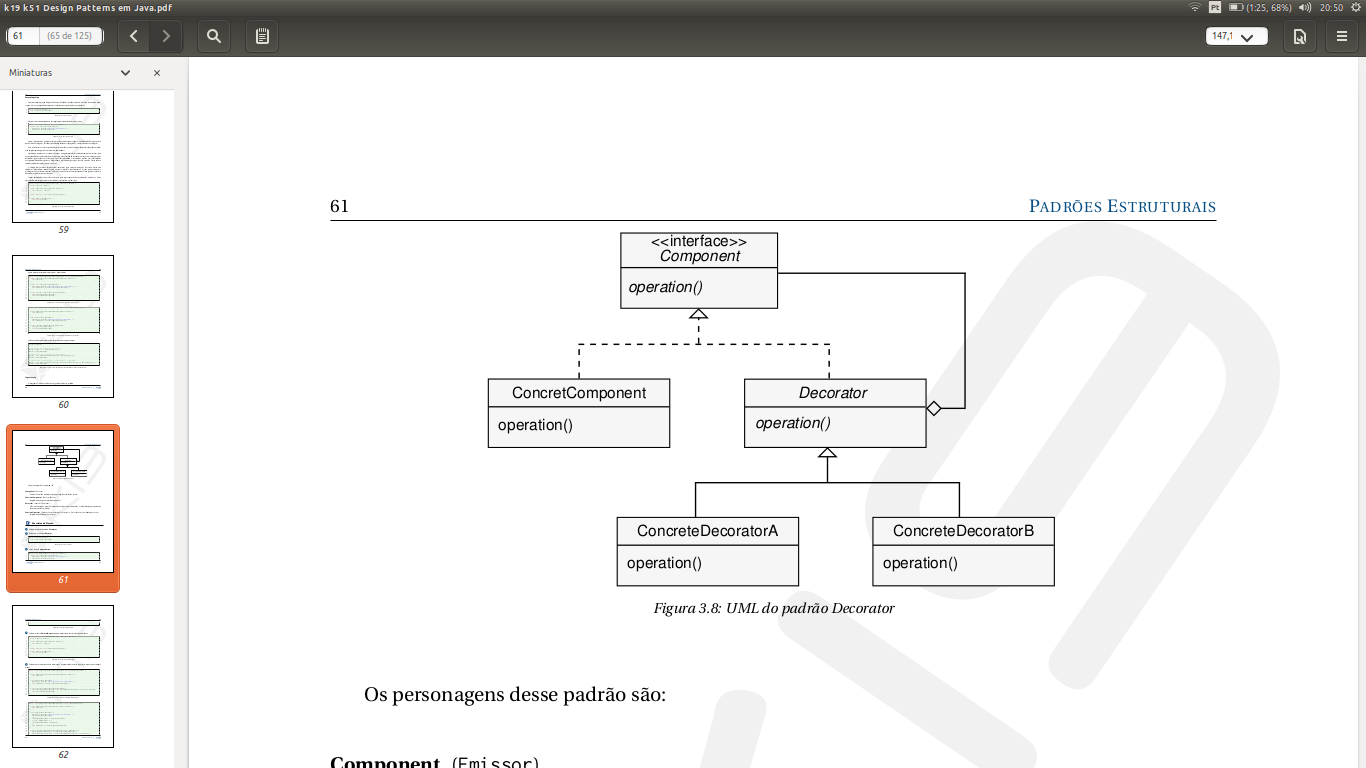 k19 k51 Design Patterns em Java.pdf
Pt (1:25, 68%) 20:50
61 (65 de 125)
147,1
Miniaturas
59
60
61
62
61 PADRÕES ESTRUTURAIS
<<interface>>
Component
operation()
ConcretComponent
operation()
Decorator
operation()
ConcreteDecoratorA
operation()
ConcreteDecoratorB
operation()
Figura 3.8: UML do padrão Decorator
Os personagens desse padrão são:
Component (Emissor)